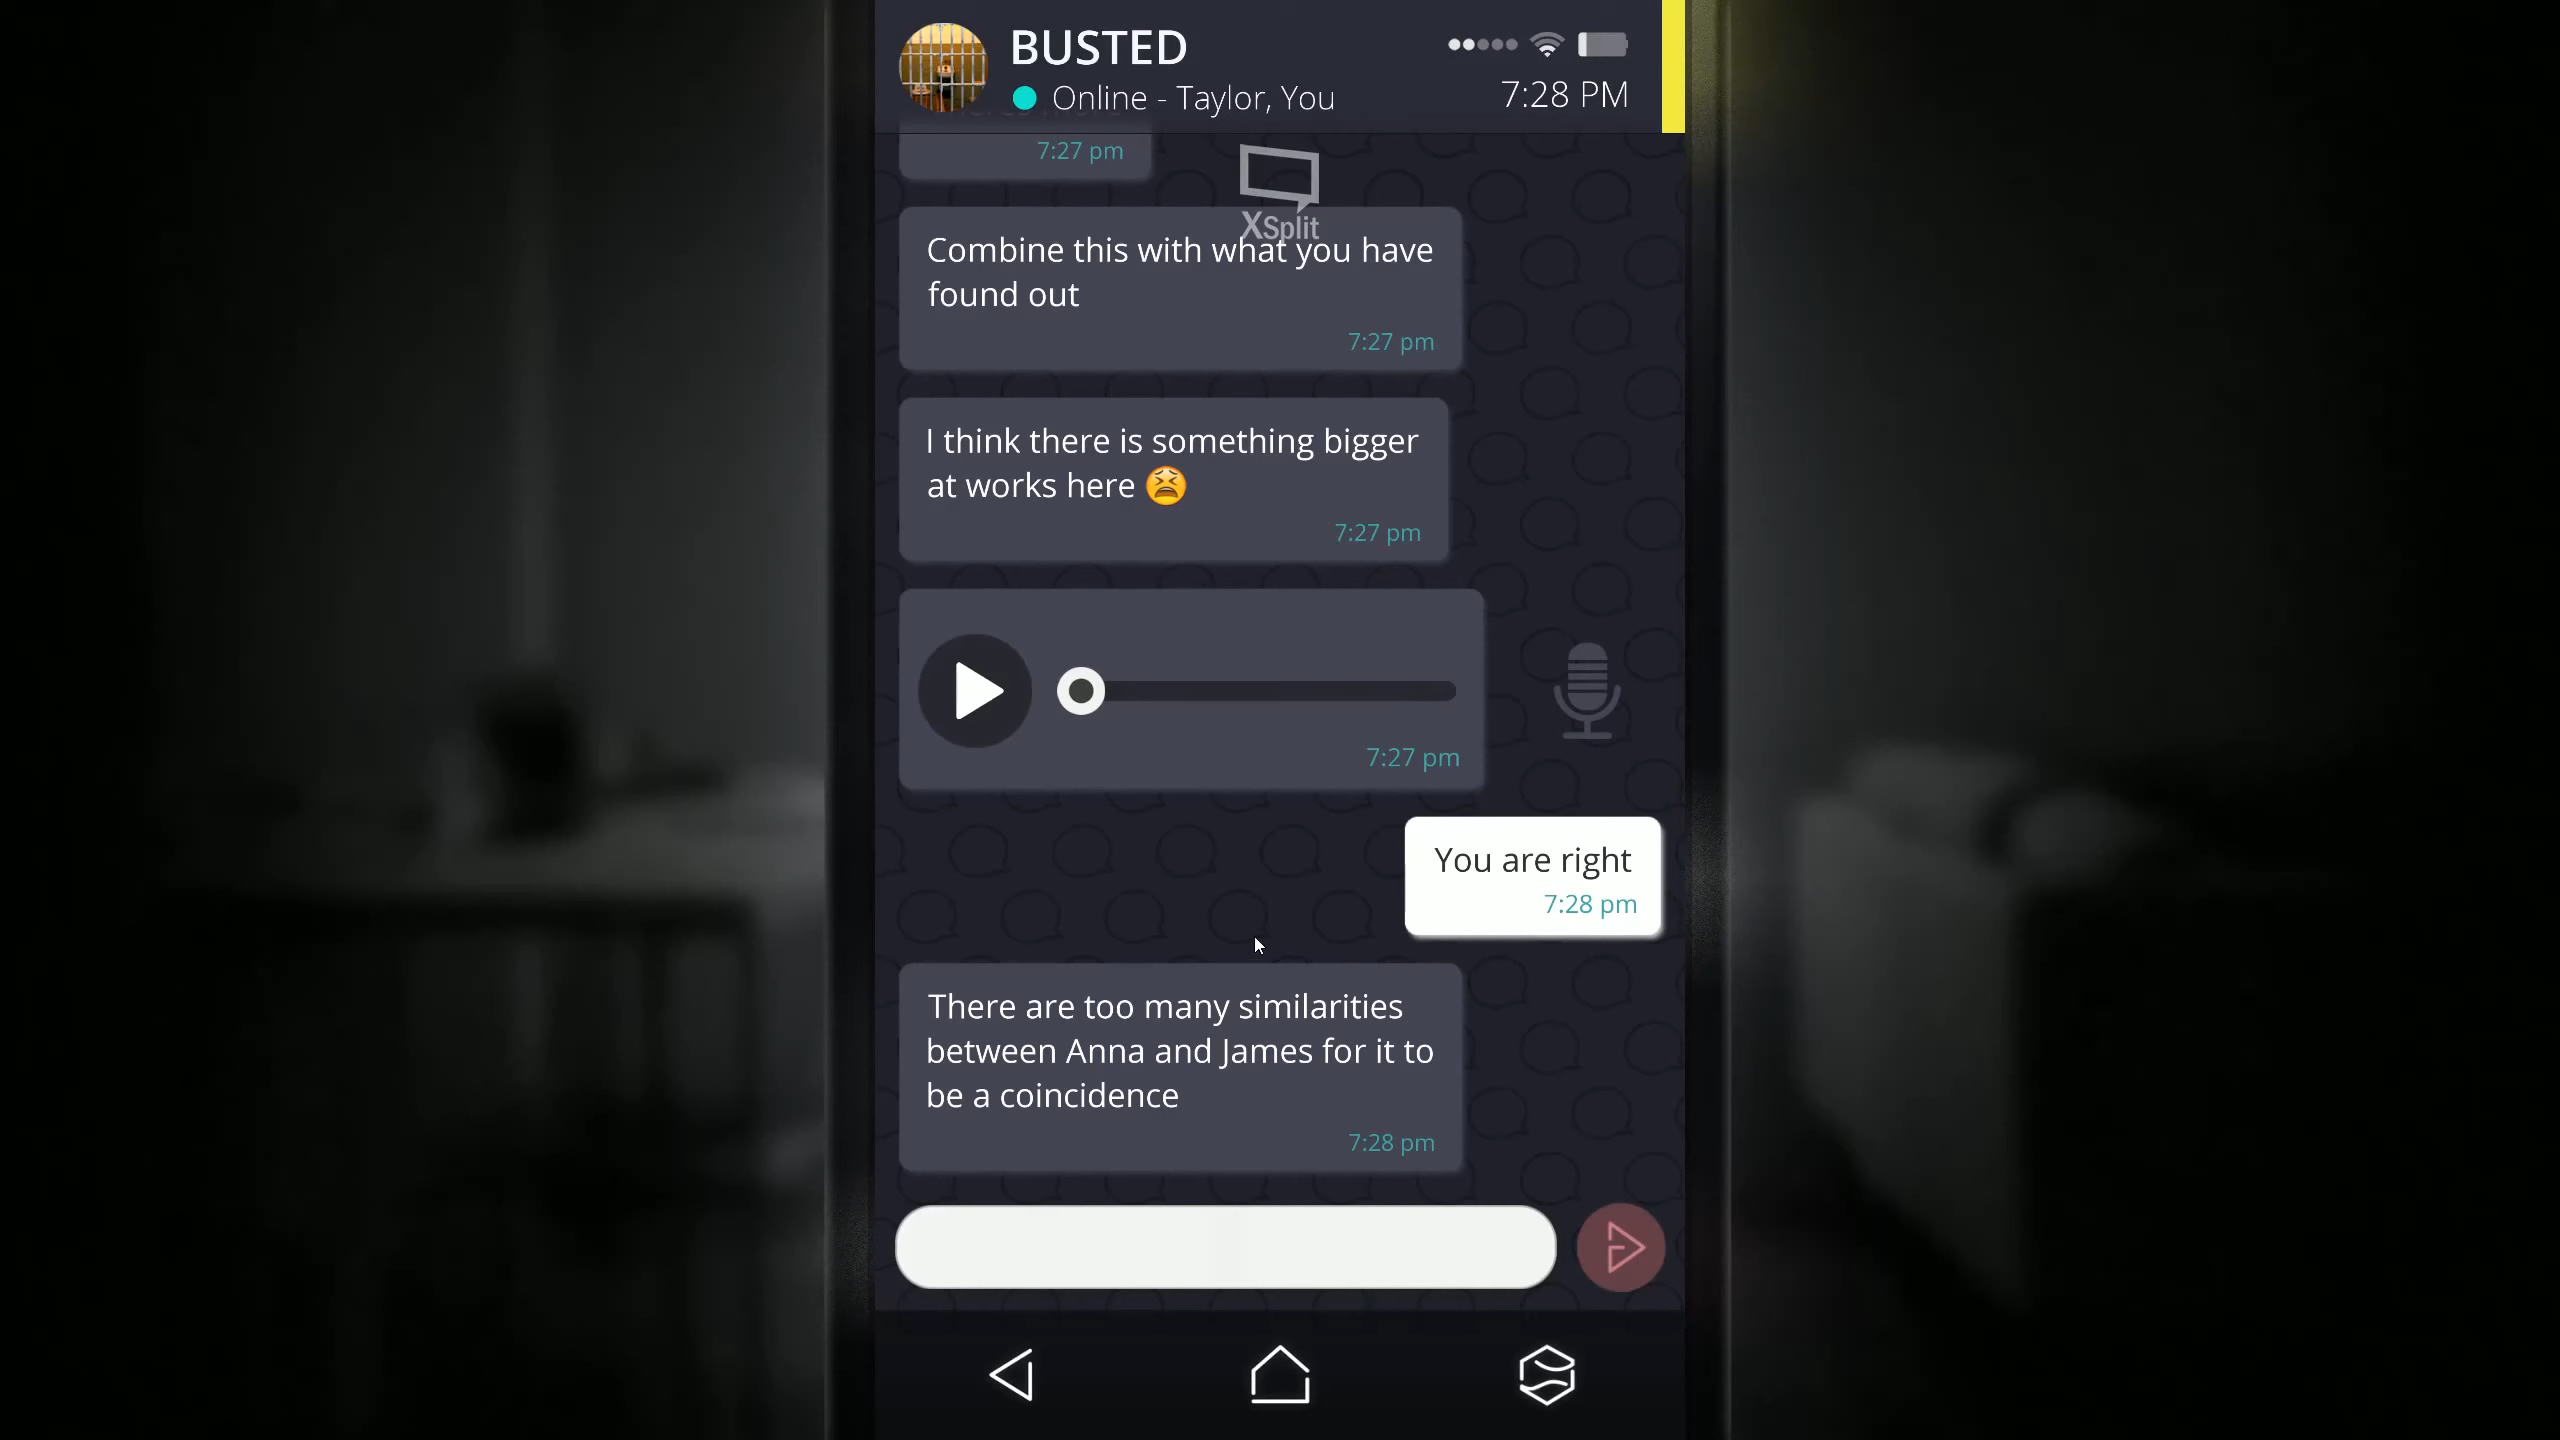 BUSTED
Online - Taylor, You
7:28 PM
7:27 pm
XSplit
Combine this with what you have
found out
7:27 pm
I think there is something bigger
at works here 😫
7:27 pm
7:27 pm
You are right
7:28 pm
There are too many similarities
between Anna and James for it to
be a coincidence
7:28 pm